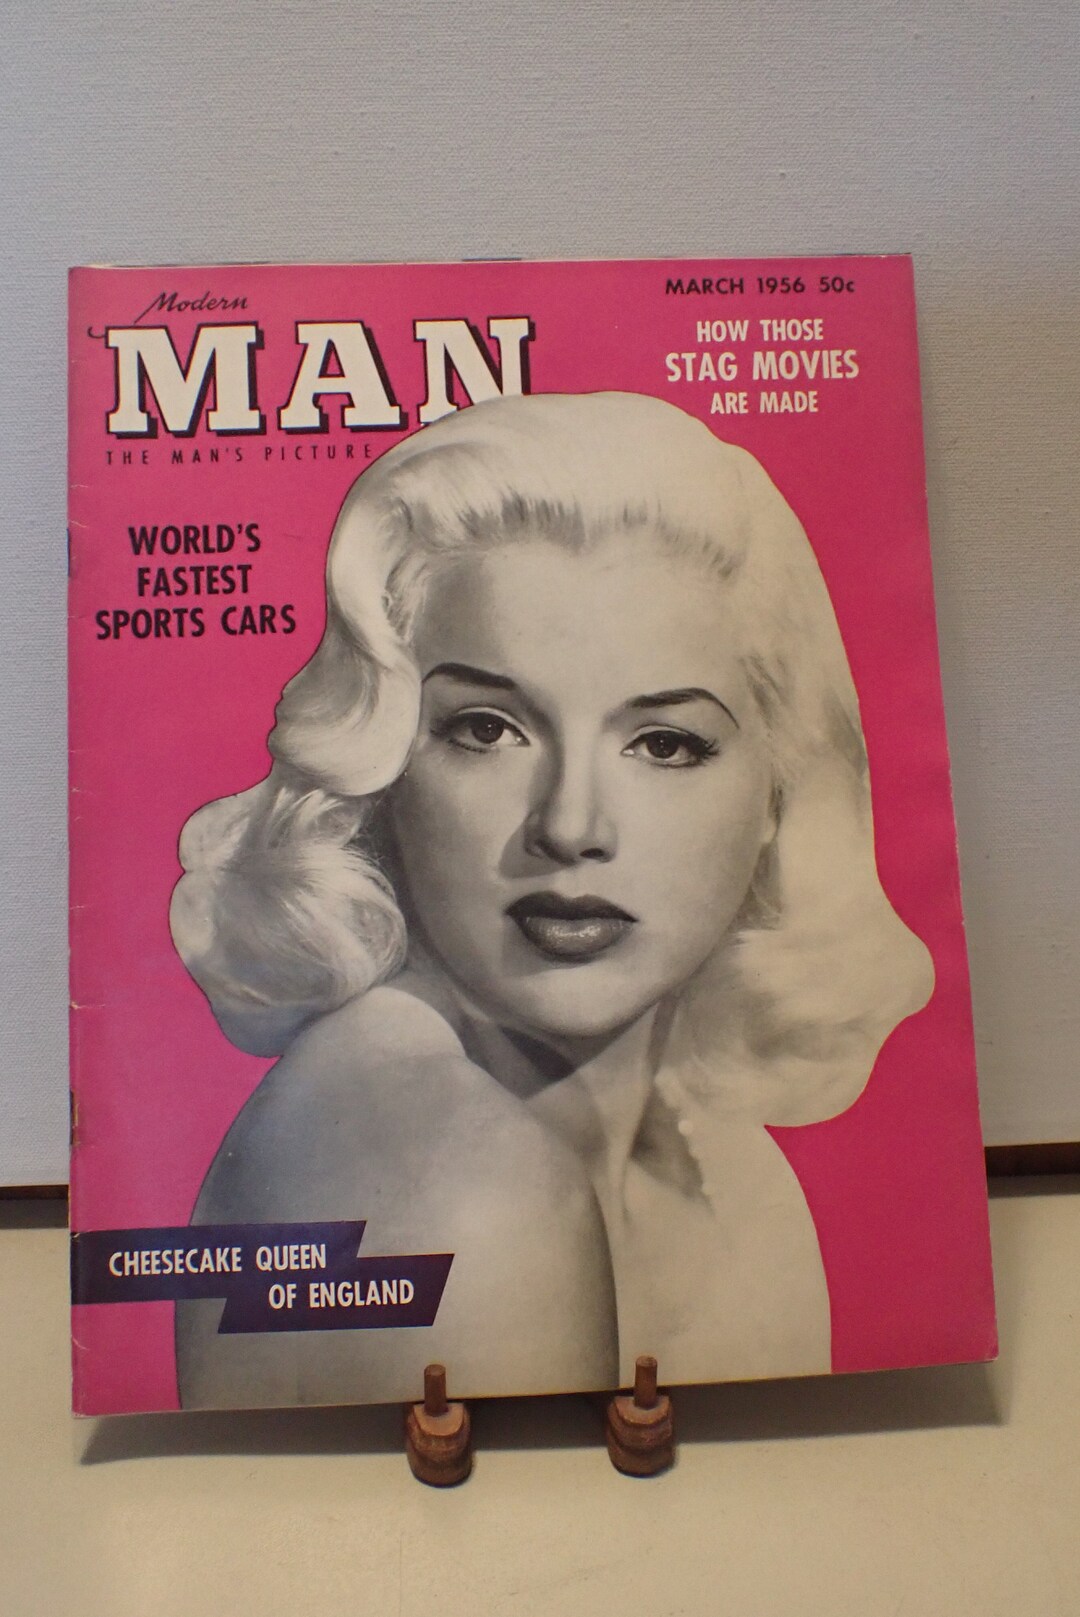 Modern
MAN
THE MAN'S PICTURE
MARCH 1956 50c
HOW THOSE
STAG MOVIES
ARE MADE
WORLD'S
FASTEST
SPORTS CARS
CHEESECAKE QUEEN
OF ENGLAND